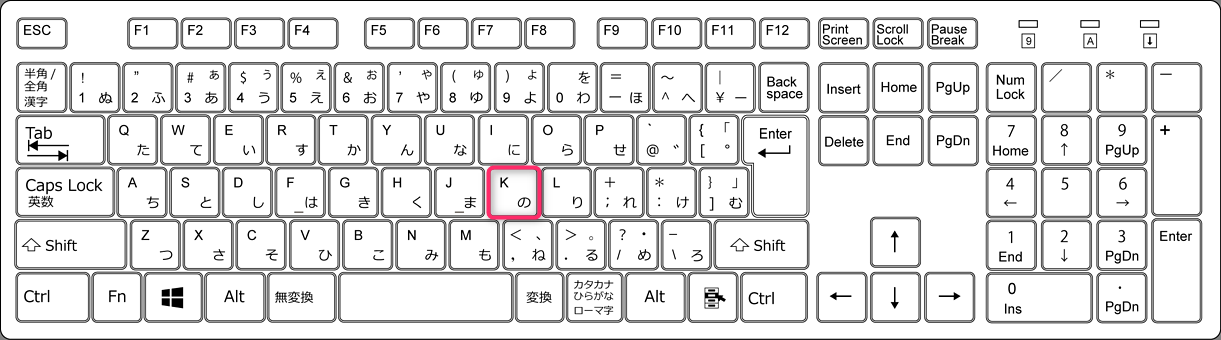 ESC F1 F2 F3 F4 F5 F6 F7 F8 F9 F10 F11 F12 Print Screen Scroll Lock Pause Break 9 A ⬇
半角/ 全角 漢字 ! 1 ぬ " 2 ふ # ぁ 3 あ $ ぅ 4 う % ぇ 5 え & ぉ 6 お ' ゃ 7 や ( ゅ 8 ゆ ) ょ 9 よ を 0 わ = ー ほ ~ ^ へ | ¥ ー Back space Insert Home PgUp Num Lock / * ー
Tab Q た W て E い R す T か Y ん U な I に O ら P せ ` @ ゛ { 「 [ ° Enter Delete End PgDn 7 Home 8 ↑ 9 PgUp +
Caps Lock 英数 A ち S と D し F _は G き H く J _ま K の L り + ; れ * : け } 」 ] む 4 ← 5 6 →
Shift Z つ X さ C そ V ひ B こ N み M も < 、 , ね > 。 . る ? ・ / め _ \ ろ Shift ↑ 1 End 2 ↓ 3 PgDn Enter
Ctrl Fn Alt 無変換 変換 カタカナ ひらがな ローマ字 Alt Ctrl ← ↓ → 0 Ins . PgDn